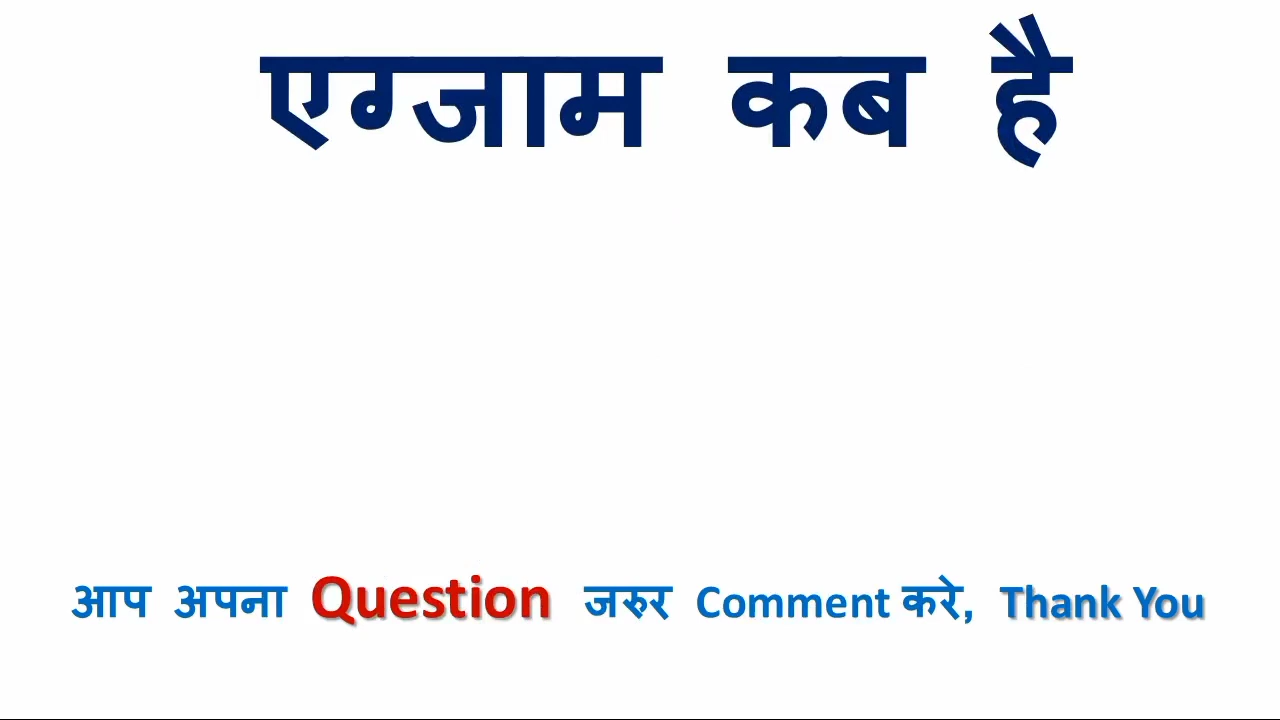 एग्जाम कब है
आप अपना Question जरुर Comment करे, Thank You